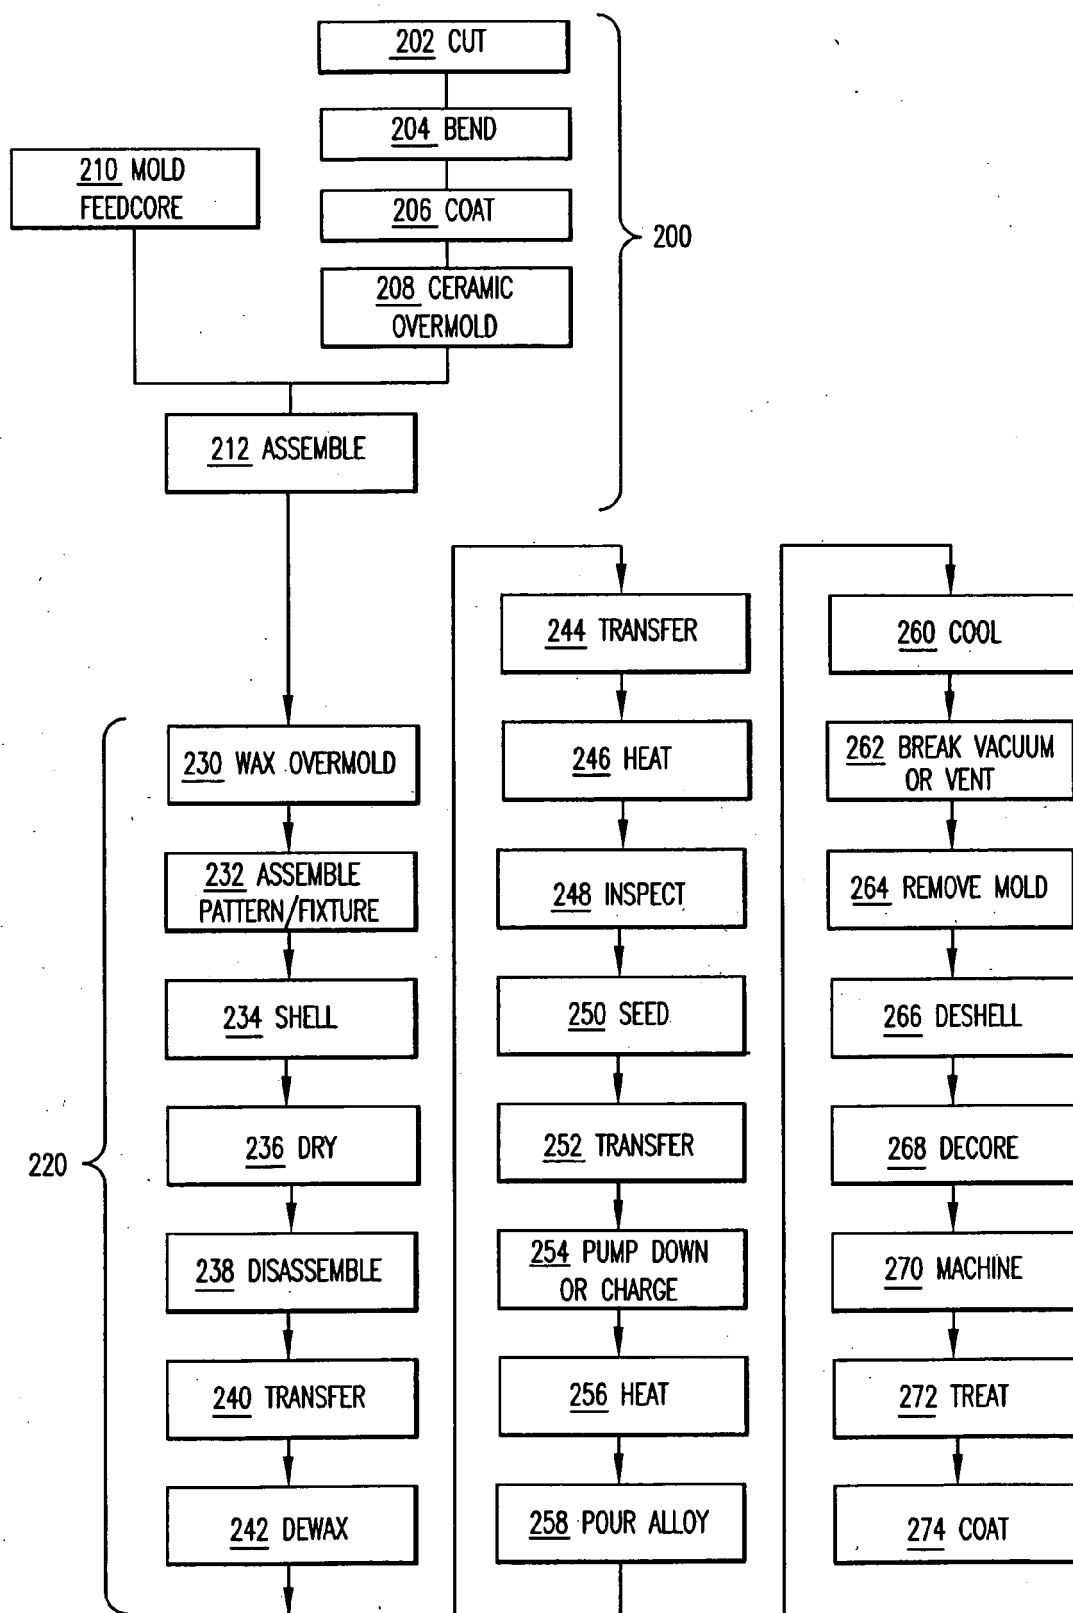 202 CUT
204 BEND
210 MOLD
FEEDCORE
206 COAT
200
208 CERAMIC
OVERMOLD
212 ASSEMBLE
220
230 WAX OVERMOLD
232 ASSEMBLE
PATTERN/FIXTURE
234 SHELL
236 DRY
238 DISASSEMBLE
240 TRANSFER
242 DEWAX
244 TRANSFER
246 HEAT
248 INSPECT
250 SEED
252 TRANSFER
254 PUMP DOWN
OR CHARGE
256 HEAT
258 POUR ALLOY
260 COOL
262 BREAK VACUUM
OR VENT
264 REMOVE MOLD
266 DESHELL
268 DECORE
270 MACHINE
272 TREAT
274 COAT